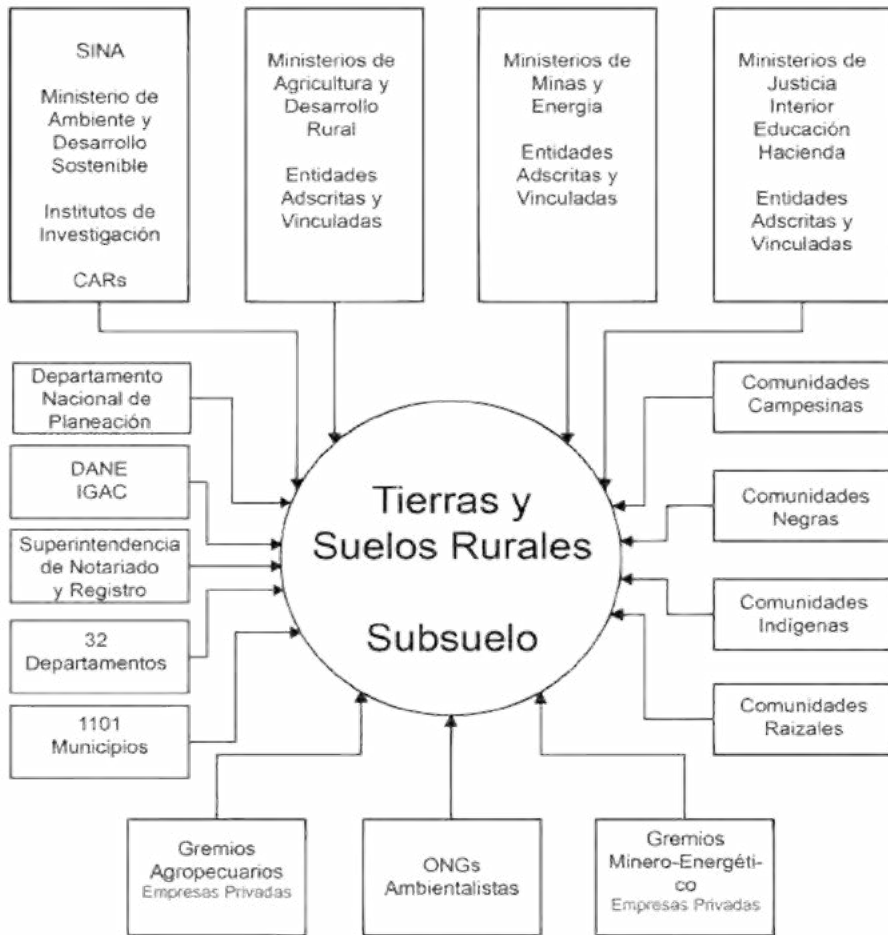 SINA
Ministerio de
Ambiente y
Desarrollo
Sostenible
Institutos de
Investigación
CARs
Ministerios de
Agricultura y
Desarrollo
Rural
Entidades
Adscritas y
Vinculadas
Ministerios de
Minas y
Energía
Entidades
Adscritas y
Vinculadas
Ministerios de
Justicia
Interior
Educación
Hacienda
Entidades
Adscritas y
Vinculadas
Departamento
Nacional de
Planeación
DANE
IGAC
Superintendencia
de Notariado
y Registro
32
Departamentos
1101
Municipios
Tierras y
Suelos Rurales
Subsuelo
Comunidades
Campesinas
Comunidades
Negras
Comunidades
Indígenas
Comunidades
Raizales
Gremios
Agropecuarios
Empresas Privadas
ONGs
Ambientalistas
Gremios
Minero-Energéti-
co
Empresas Privadas